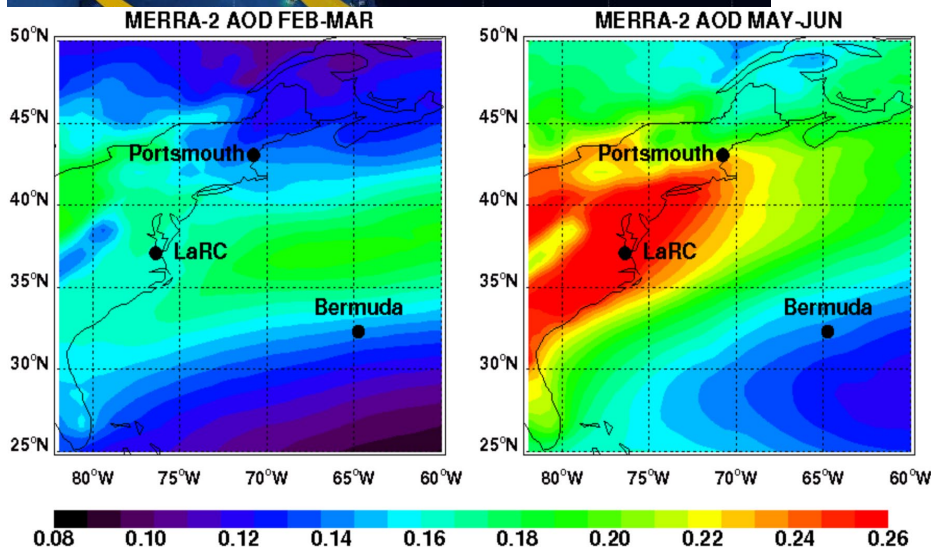 MERRA-2 AOD FEB-MAR
50°N
45°N
40°N
35°N
30°N
25°N
Portsmouth
LaRC
Bermuda
80°W 75°W 70°W 65°W 60°W
MERRA-2 AOD MAY-JUN
50°N
45°N
40°N
35°N
30°N
25°N
Portsmouth
LaRC
Bermuda
80°W 75°W 70°W 65°W 60°W
0.08 0.10 0.12 0.14 0.16 0.18 0.20 0.22 0.24 0.26